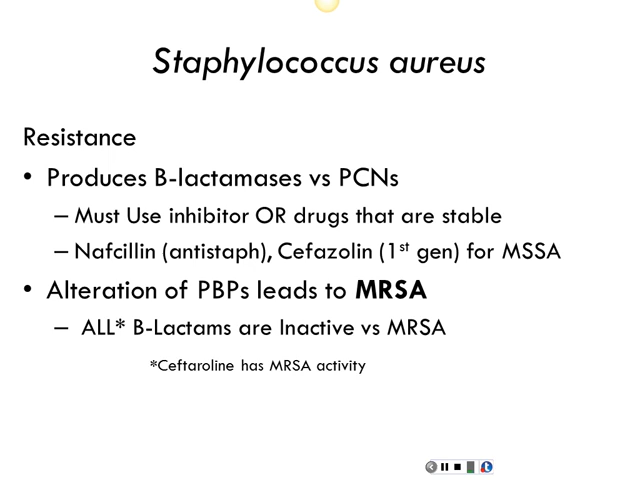 Staphylococcus aureus
Resistance
• Produces B-lactamases vs PCNs
– Must Use inhibitor OR drugs that are stable
– Nafcillin (antistaph), Cefazolin (1st gen) for MSSA
• Alteration of PBPs leads to MRSA
– ALL* B-Lactams are Inactive vs MRSA
*Ceftaroline has MRSA activity
t